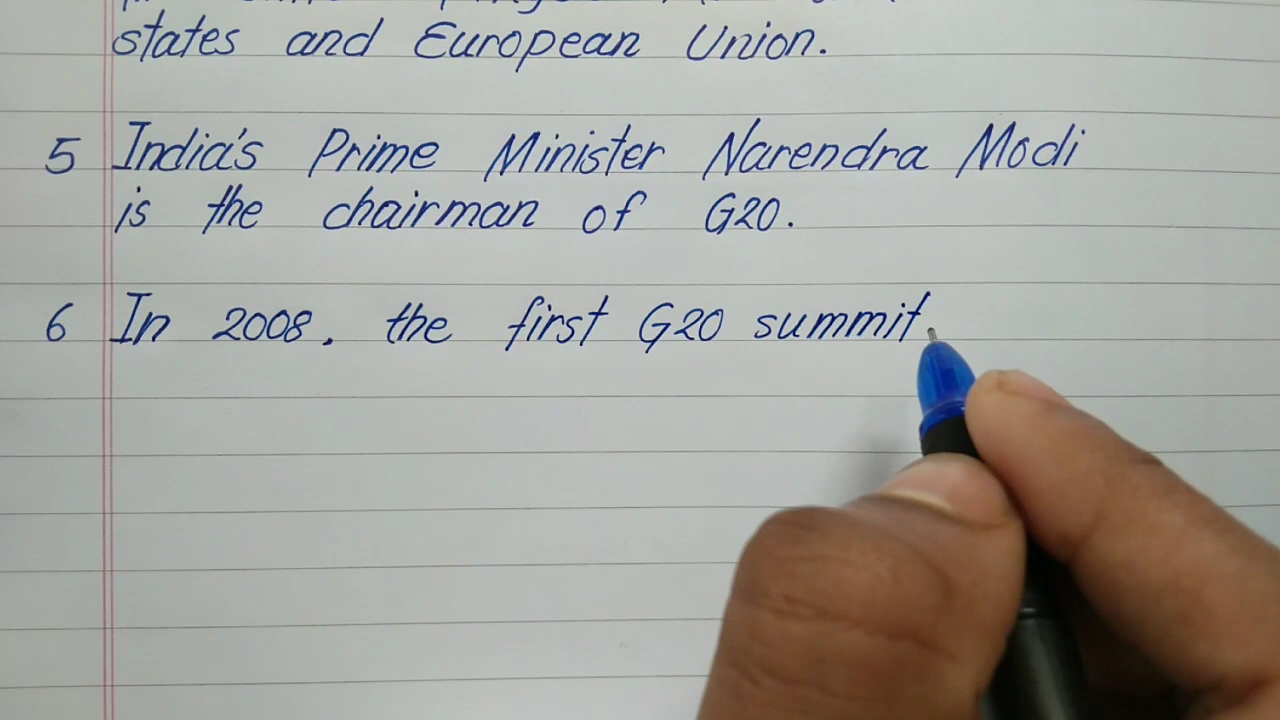 states and European Union.
5 India's Prime Minister Narendra Modi
is the chairman of G20.
6 In 2008, the first G20 summit